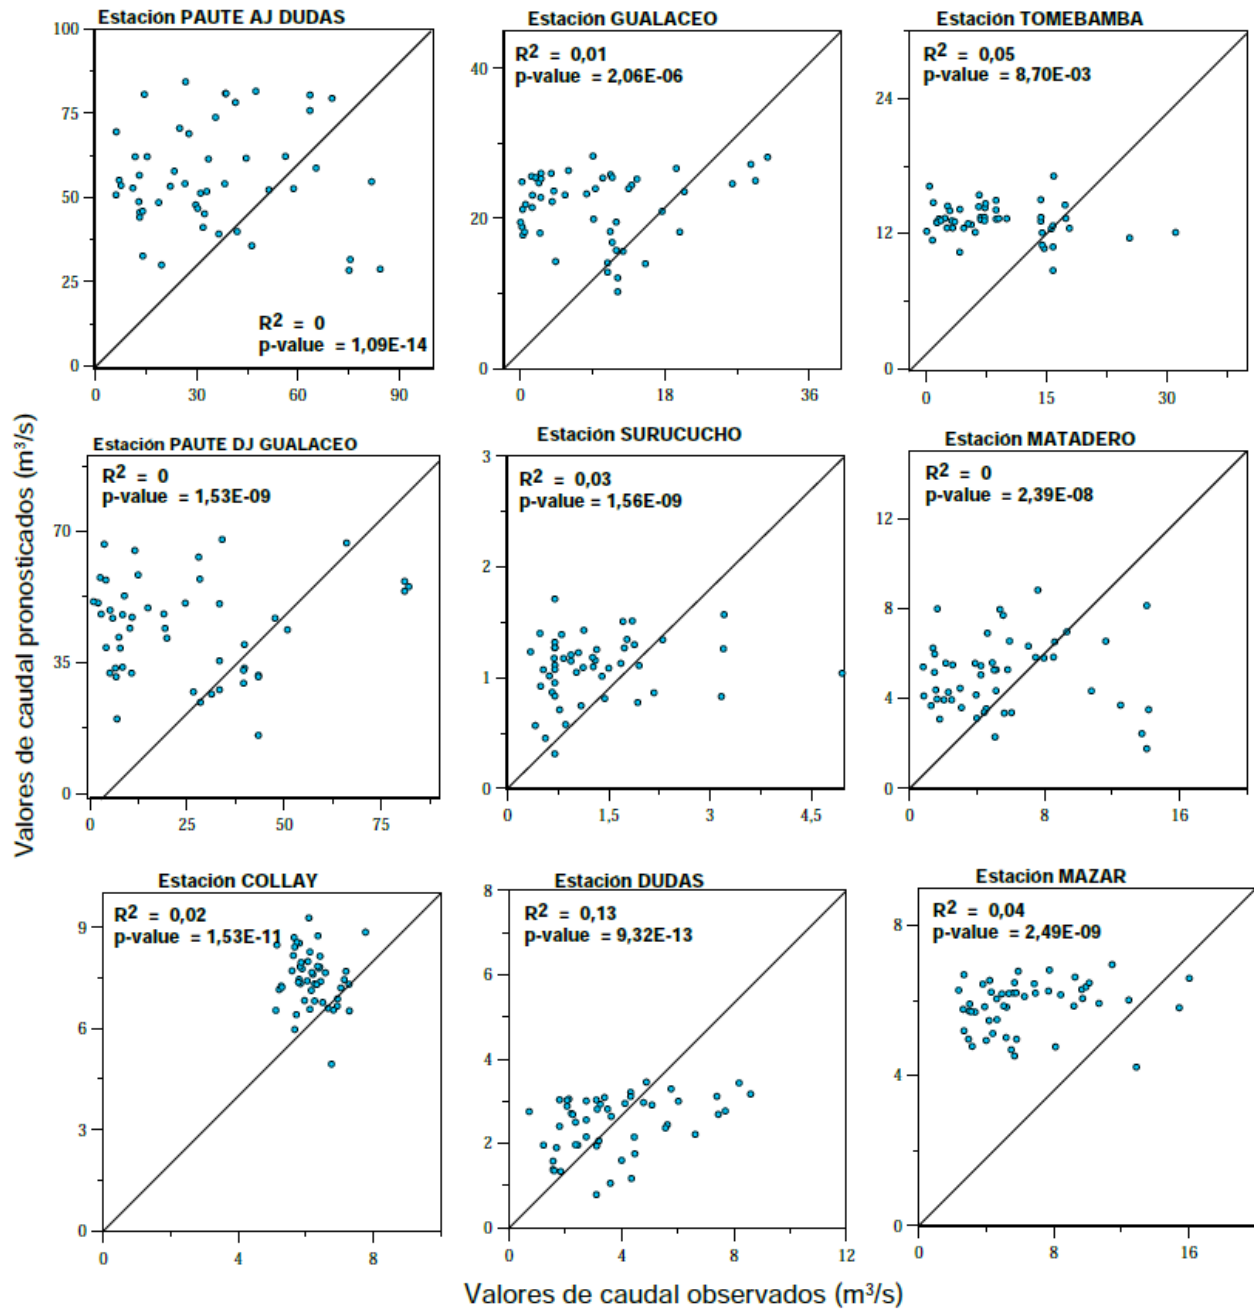 Estación PAUTE AJ DUDAS
100
75
50
25
0
R² = 0
p-value = 1,09E-14
0 30 60 90
Estación GUALACEO
R² = 0,01
p-value = 2,06E-06
40
20
0
0 18 36
Estación TOMEBAMBA
R² = 0,05
p-value = 8,70E-03
24
12
0
0 15 30
Valores de caudal pronosticados (m³/s)
Estación PAUTE DJ GUALACEO
R² = 0
p-value = 1,53E-09
70
35
0
0 25 50 75
Estación SURUCUCHO
R² = 0,03
p-value = 1,56E-09
3
2
1
0
0 1,5 3 4,5
Estación MATADERO
R² = 0
p-value = 2,39E-08
12
8
4
0
0 8 16
Estación COLLAY
R² = 0,02
p-value = 1,53E-11
9
6
3
0
0 4 8
Estación DUDAS
R² = 0,13
p-value = 9,32E-13
8
6
4
2
0
0 4 8 12
Estación MAZAR
R² = 0,04
p-value = 2,49E-09
8
4
0
0 8 16
Valores de caudal observados (m³/s)